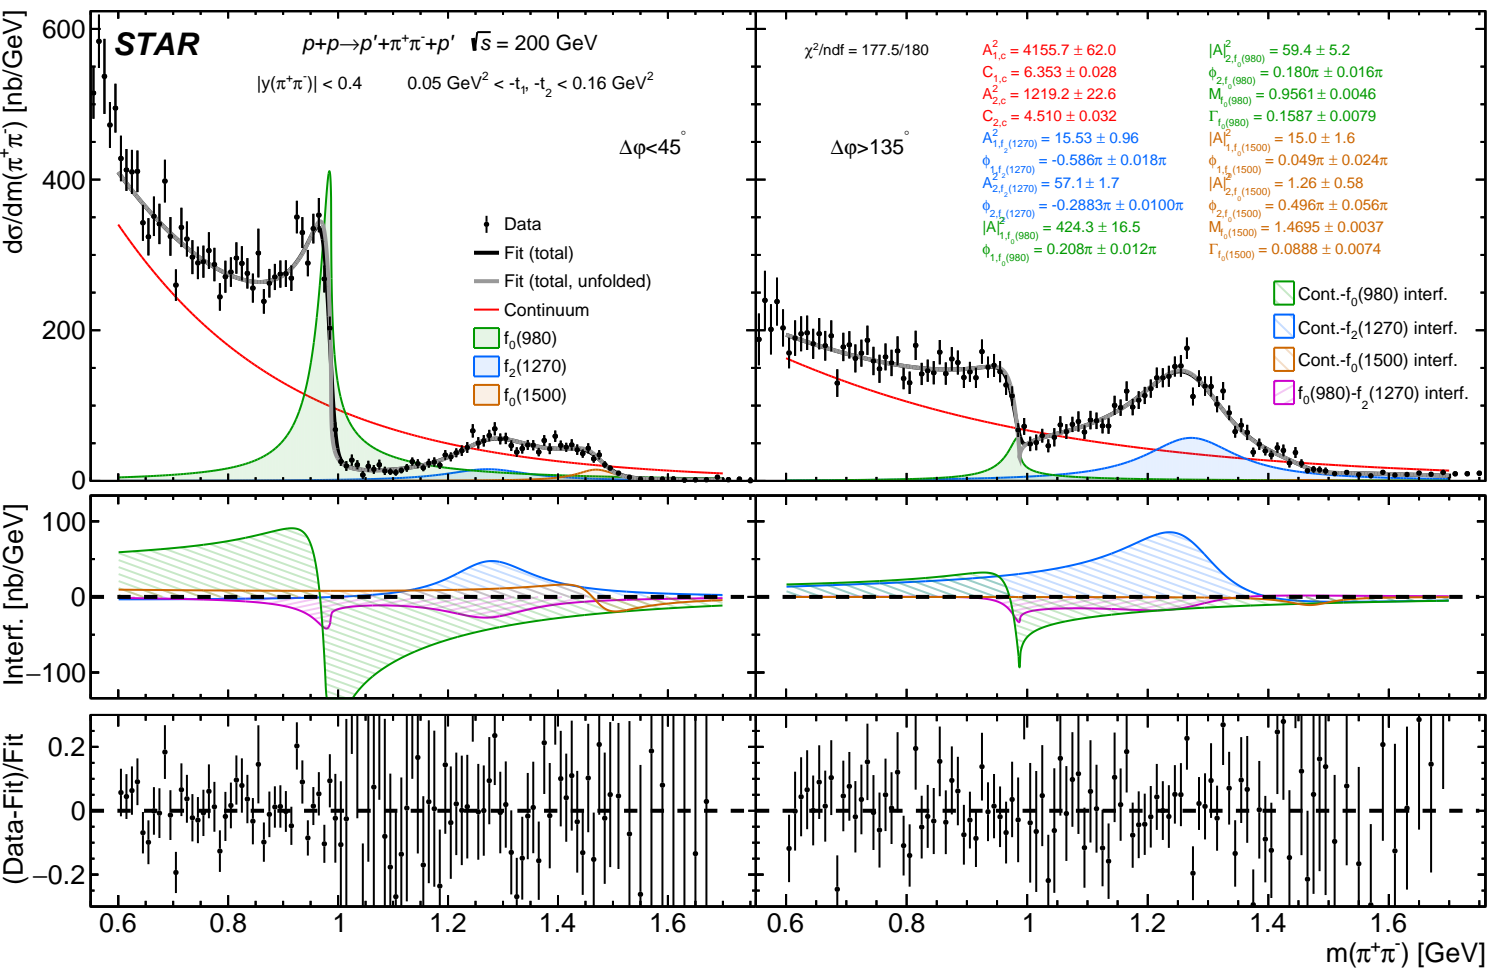 STAR
p+p→p′+π⁺π⁻+p′ √s = 200 GeV
|y(π⁺π⁻)| < 0.4 0.05 GeV² < -t₁, -t₂ < 0.16 GeV²
Δφ<45°
dσ/dm(π⁺π⁻) [nb/GeV]
600
400
200
0
Data
Fit (total)
Fit (total, unfolded)
Continuum
f₀(980)
f₂(1270)
f₀(1500)
Δφ>135°
χ²/ndf = 177.5/180
A²₁,c = 4155.7 ± 62.0
C₁,c = 6.353 ± 0.028
A²₂,c = 1219.2 ± 22.6
C₂,c = 4.510 ± 0.032
A²₁,f₂(1270) = 15.53 ± 0.96
ϕ₁,f₂(1270) = -0.586π ± 0.018π
A²₂,f₂(1270) = 57.1 ± 1.7
ϕ₂,f₂(1270) = -0.2883π ± 0.0100π
|A|²₁,f₀(980) = 424.3 ± 16.5
ϕ₁,f₀(980) = 0.208π ± 0.012π
|A|²₂,f₀(980) = 59.4 ± 5.2
ϕ₂,f₀(980) = 0.180π ± 0.016π
M f₀(980) = 0.9561 ± 0.0046
Γ f₀(980) = 0.1587 ± 0.0079
|A|²₁,f₀(1500) = 15.0 ± 1.6
ϕ₁,f₀(1500) = 0.049π ± 0.024π
|A|²₂,f₀(1500) = 1.26 ± 0.58
ϕ₂,f₀(1500) = 0.496π ± 0.056π
M f₀(1500) = 1.4695 ± 0.0037
Γ f₀(1500) = 0.0888 ± 0.0074
Cont.-f₀(980) interf.
Cont.-f₂(1270) interf.
Cont.-f₀(1500) interf.
f₀(980)-f₂(1270) interf.
Interf. [nb/GeV]
100
0
−100
(Data-Fit)/Fit
0.2
0
−0.2
0.6 0.8 1 1.2 1.4 1.6
0.6 0.8 1 1.2 1.4 1.6
m(π⁺π⁻) [GeV]